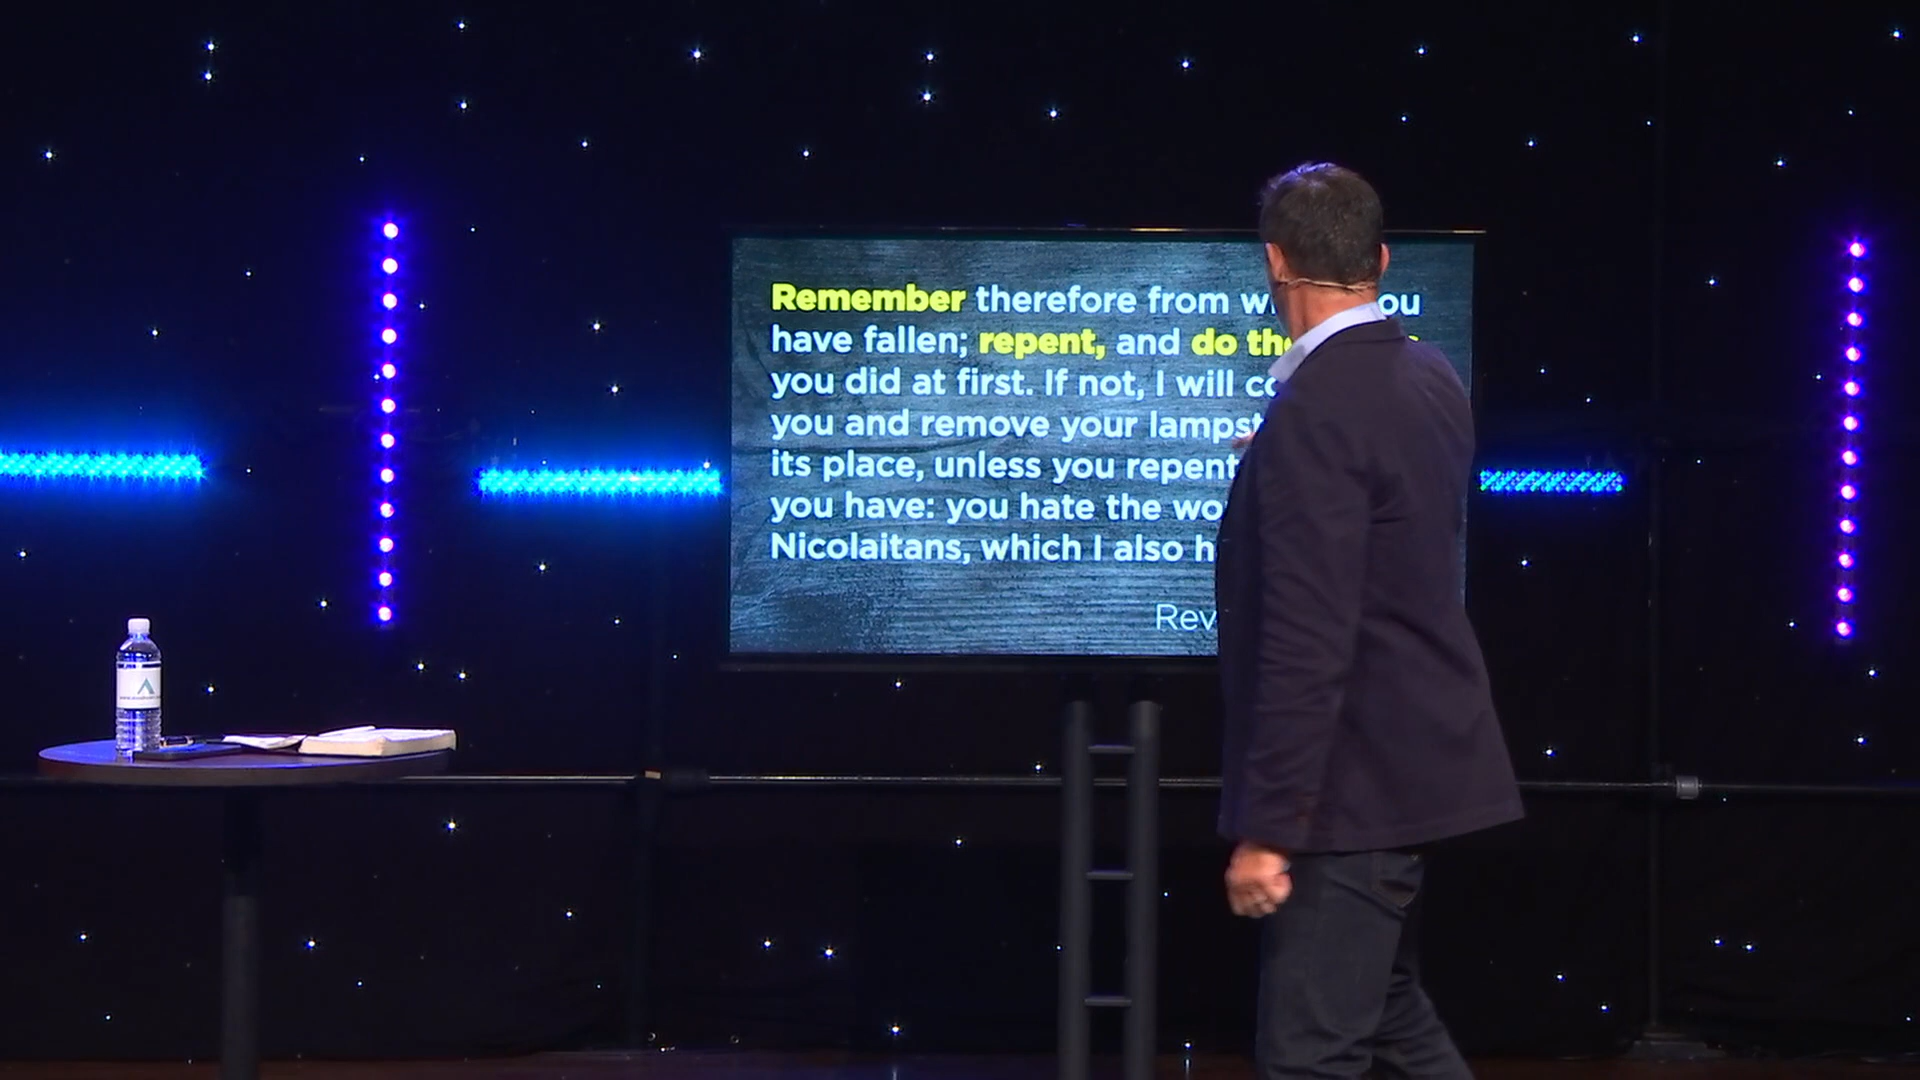 Remember therefore from w ou
have fallen; repent, and do the
you did at first. If not, I will co
you and remove your lampst
its place, unless you repent
you have: you hate the wo
Nicolaitans, which I also h
Rev